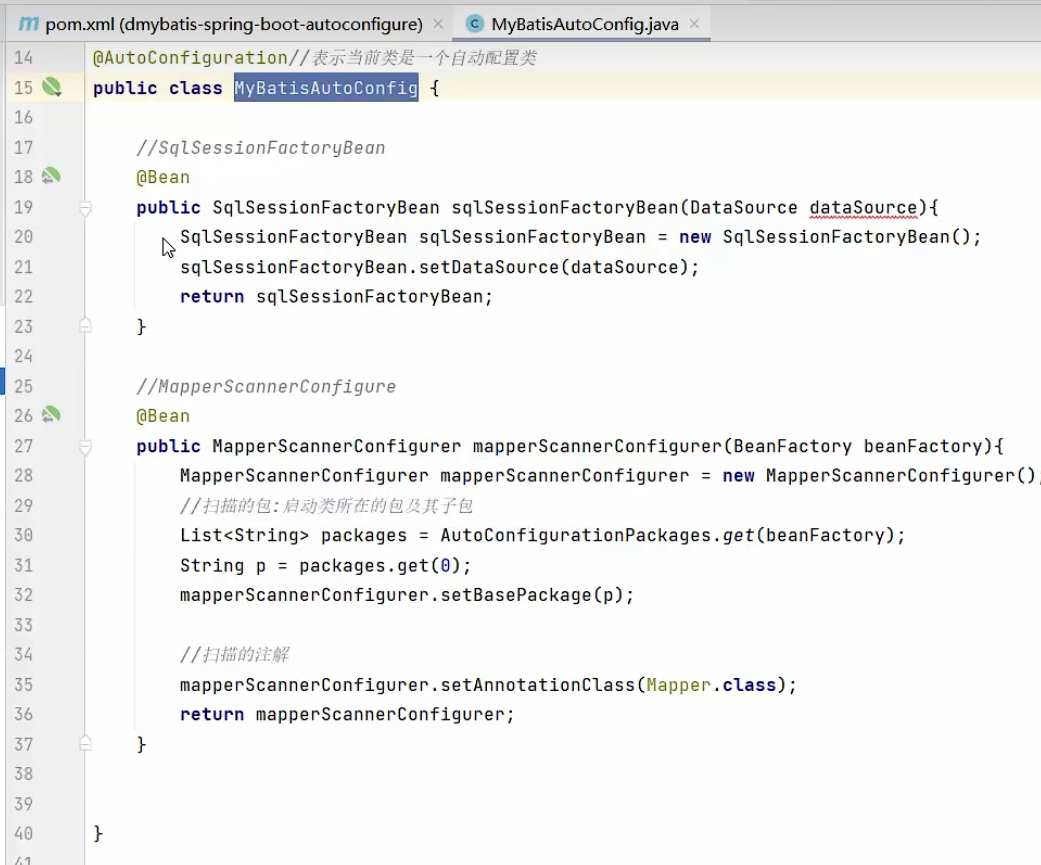 m pom.xml (dmybatis-spring-boot-autoconfigure) × C MyBatisAutoConfig.java ×
14 @AutoConfiguration//表示当前类是一个自动配置类
15 public class MyBatisAutoConfig {
16
17 //SqlSessionFactoryBean
18 @Bean
19 public SqlSessionFactoryBean sqlSessionFactoryBean(DataSource dataSource){
20 SqlSessionFactoryBean sqlSessionFactoryBean = new SqlSessionFactoryBean();
21 sqlSessionFactoryBean.setDataSource(dataSource);
22 return sqlSessionFactoryBean;
23 }
24
25 //MapperScannerConfigure
26 @Bean
27 public MapperScannerConfigurer mapperScannerConfigurer(BeanFactory beanFactory){
28 MapperScannerConfigurer mapperScannerConfigurer = new MapperScannerConfigurer();
29 //扫描的包:启动类所在的包及其子包
30 List<String> packages = AutoConfigurationPackages.get(beanFactory);
31 String p = packages.get(0);
32 mapperScannerConfigurer.setBasePackage(p);
33
34 //扫描的注解
35 mapperScannerConfigurer.setAnnotationClass(Mapper.class);
36 return mapperScannerConfigurer;
37 }
38
39
40 }
41